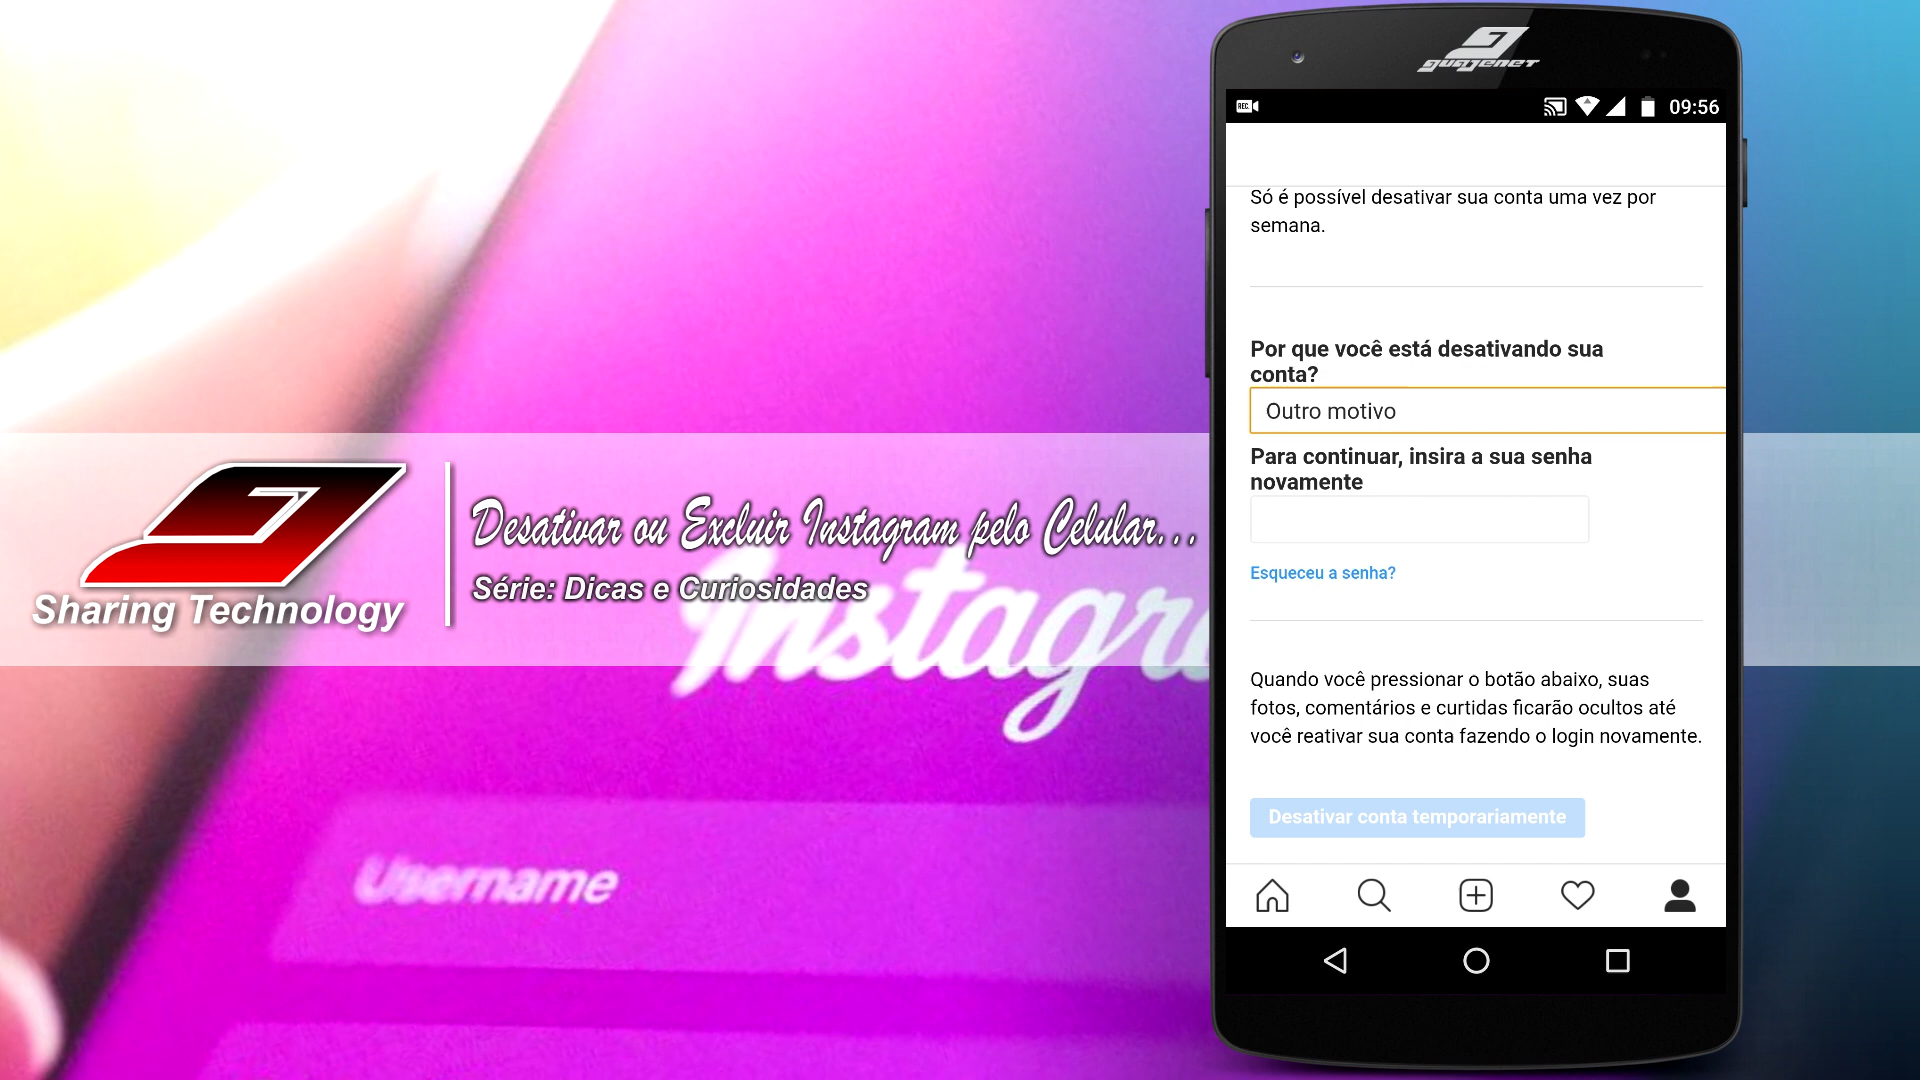 Sharing Technology
Desativar ou Excluir Instagram pelo Celular...
Série: Dicas e Curiosidades
Instagra
Username
guajenet
REC
09:56
Só é possível desativar sua conta uma vez por
semana.
Por que você está desativando sua
conta?
Outro motivo
Para continuar, insira a sua senha
novamente
Esqueceu a senha?
Quando você pressionar o botão abaixo, suas
fotos, comentários e curtidas ficarão ocultos até
você reativar sua conta fazendo o login novamente.
Desativar conta temporariamente